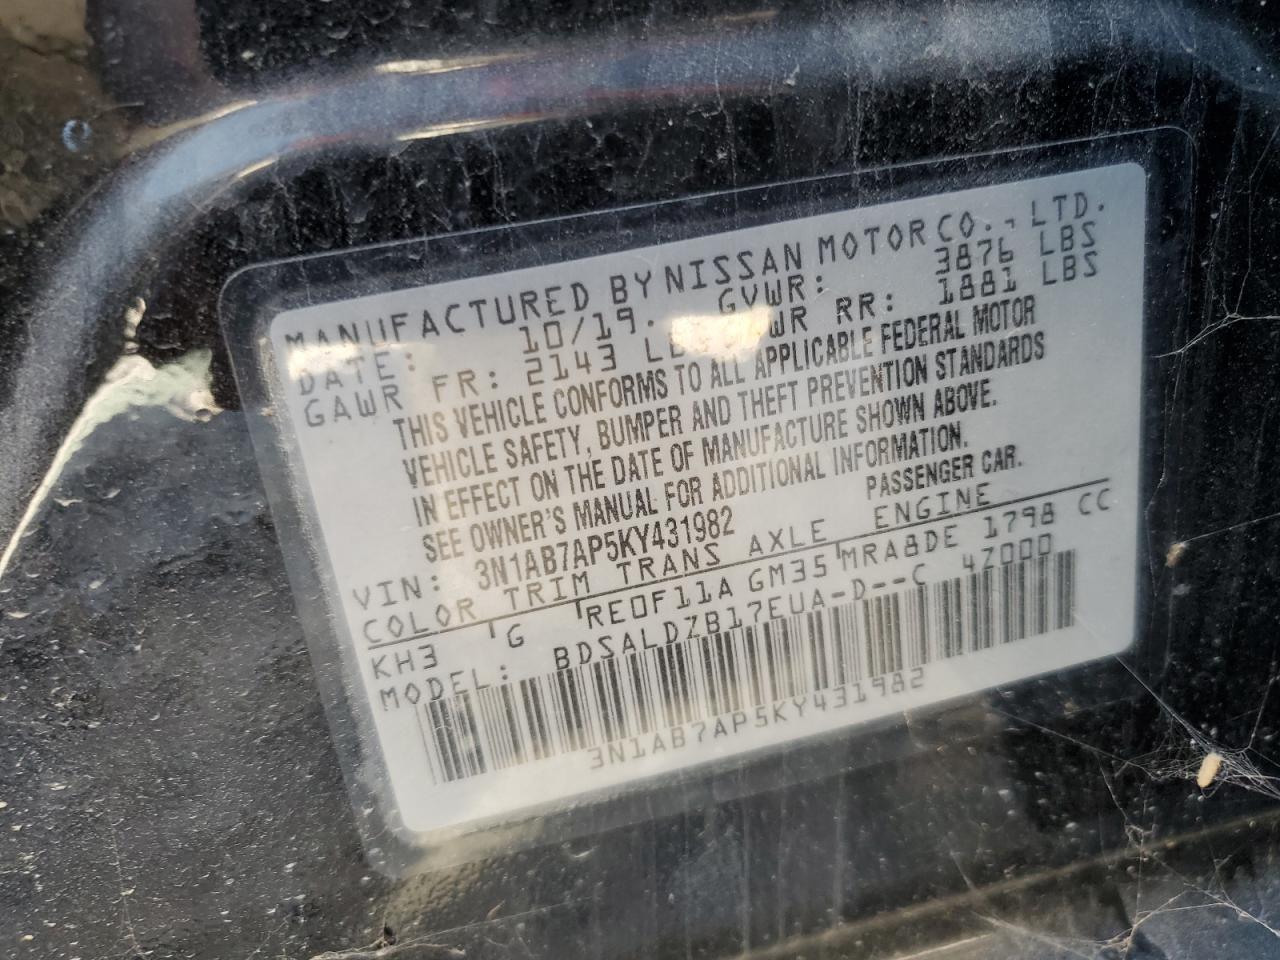 MANUFACTURED BY NISSAN MOTOR CO., LTD.
DATE: 10/19. GVWR: 3876 LBS
GAWR FR: 2143 LBS GAWR RR: 1881 LBS
THIS VEHICLE CONFORMS TO ALL APPLICABLE FEDERAL MOTOR
VEHICLE SAFETY, BUMPER AND THEFT PREVENTION STANDARDS
IN EFFECT ON THE DATE OF MANUFACTURE SHOWN ABOVE.
SEE OWNER'S MANUAL FOR ADDITIONAL INFORMATION.
VIN: 3N1AB7AP5KY431982 PASSENGER CAR.
COLOR TRIM TRANS AXLE ENGINE
KH3 G RE0F11A GM35 MRA8DE 1798 CC
MODEL: BDSALDZB17EUA-D--C 4Z000
3N1AB7AP5KY431982